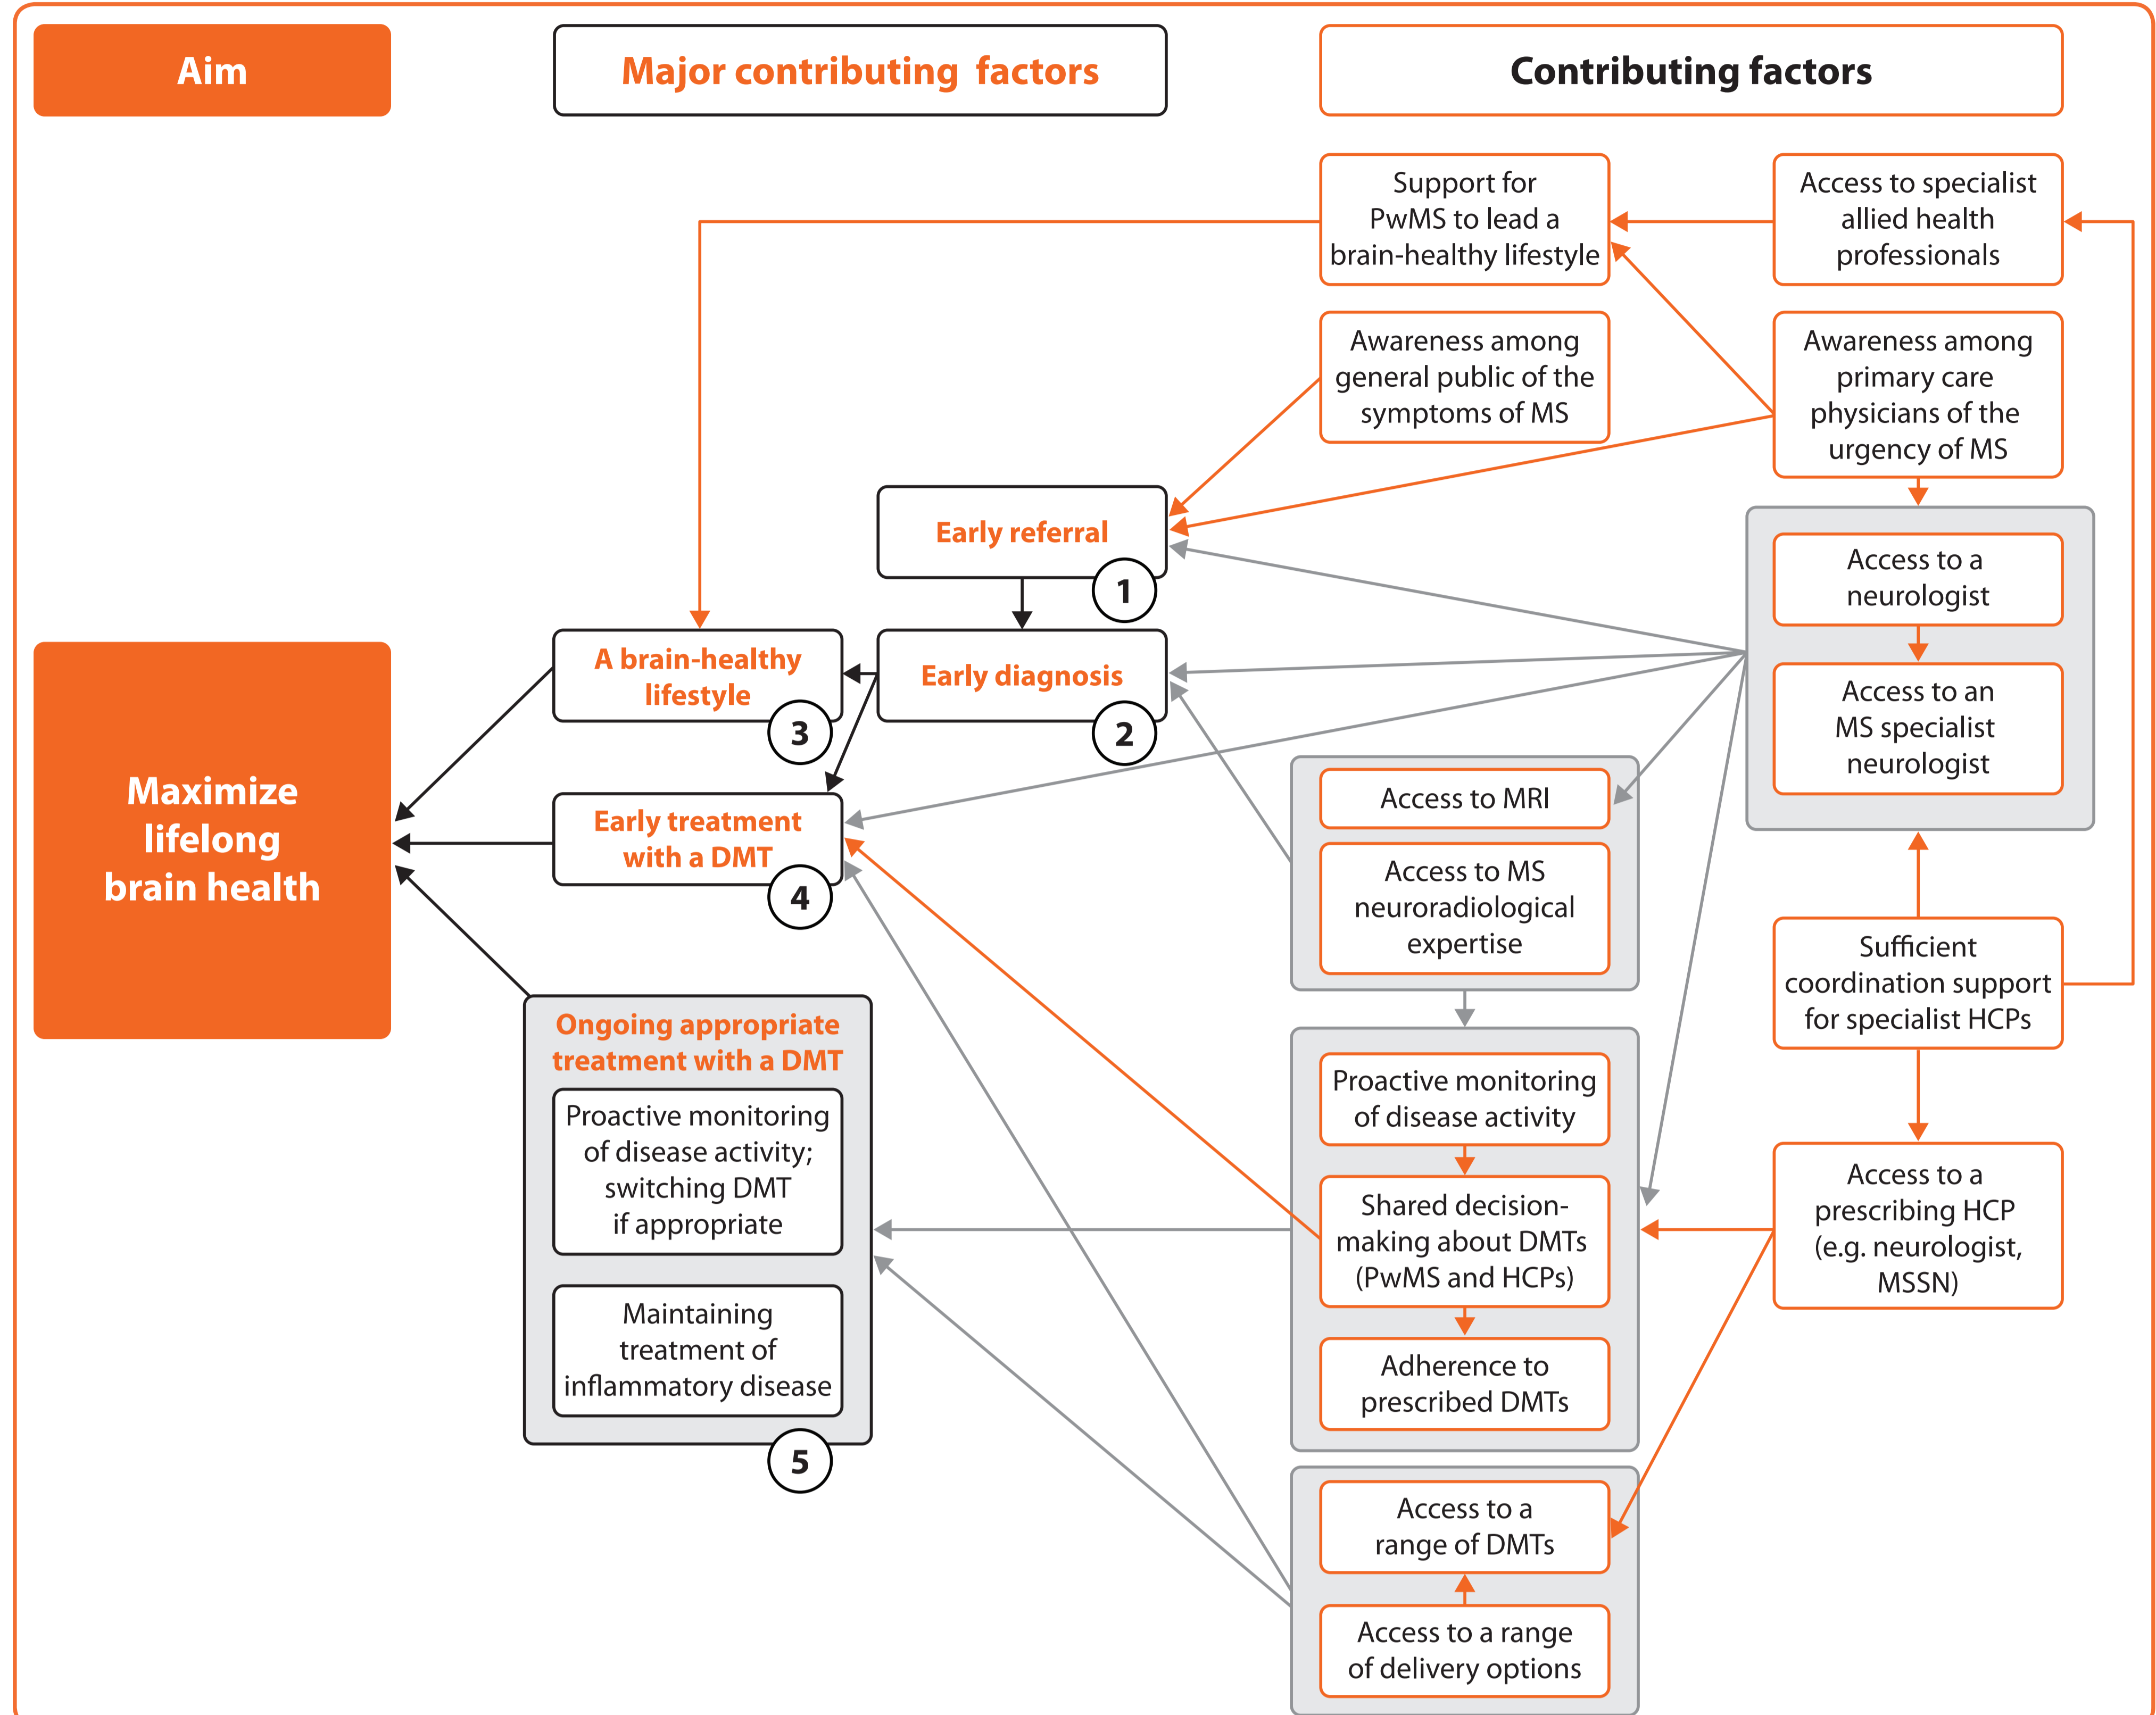 Aim
Major contributing factors
Contributing factors
Support for
PwMS to lead a
brain-healthy lifestyle
Access to specialist
allied health
professionals
Awareness among
general public of the
symptoms of MS
Awareness among
primary care
physicians of the
urgency of MS
Early referral
1
Access to a
neurologist
Access to an
MS specialist
neurologist
A brain-healthy
lifestyle
3
Early diagnosis
2
Maximize
lifelong
brain health
Early treatment
with a DMT
4
Access to MRI
Access to MS
neuroradiological
expertise
Sufficient
coordination support
for specialist HCPs
Ongoing appropriate
treatment with a DMT
Proactive monitoring
of disease activity;
switching DMT
if appropriate
Maintaining
treatment of
inflammatory disease
5
Proactive monitoring
of disease activity
Shared decision-
making about DMTs
(PwMS and HCPs)
Adherence to
prescribed DMTs
Access to a
prescribing HCP
(e.g. neurologist,
MSSN)
Access to a
range of DMTs
Access to a range
of delivery options